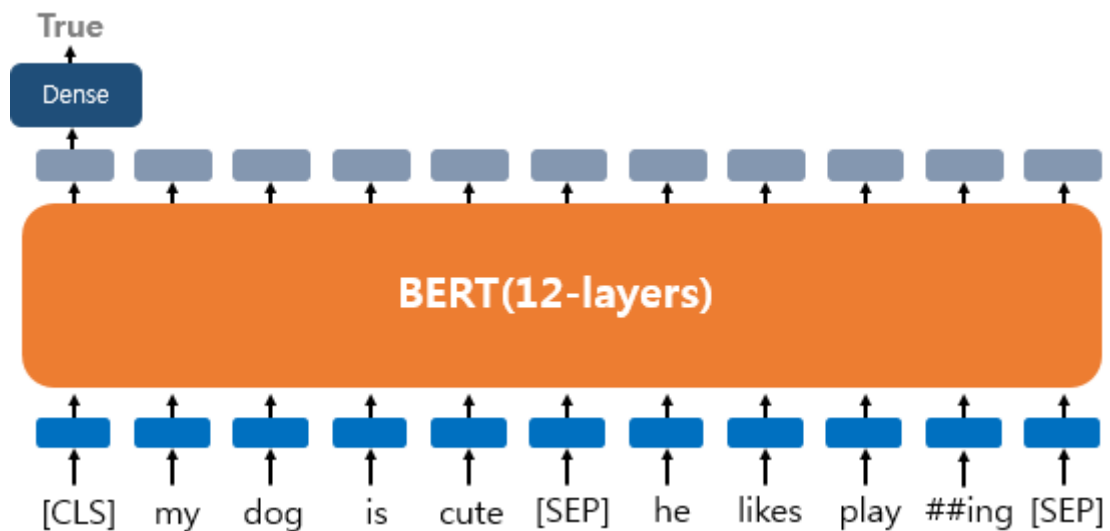 True
Dense
BERT(12-layers)
[CLS] my dog is cute [SEP] he likes play ##ing [SEP]